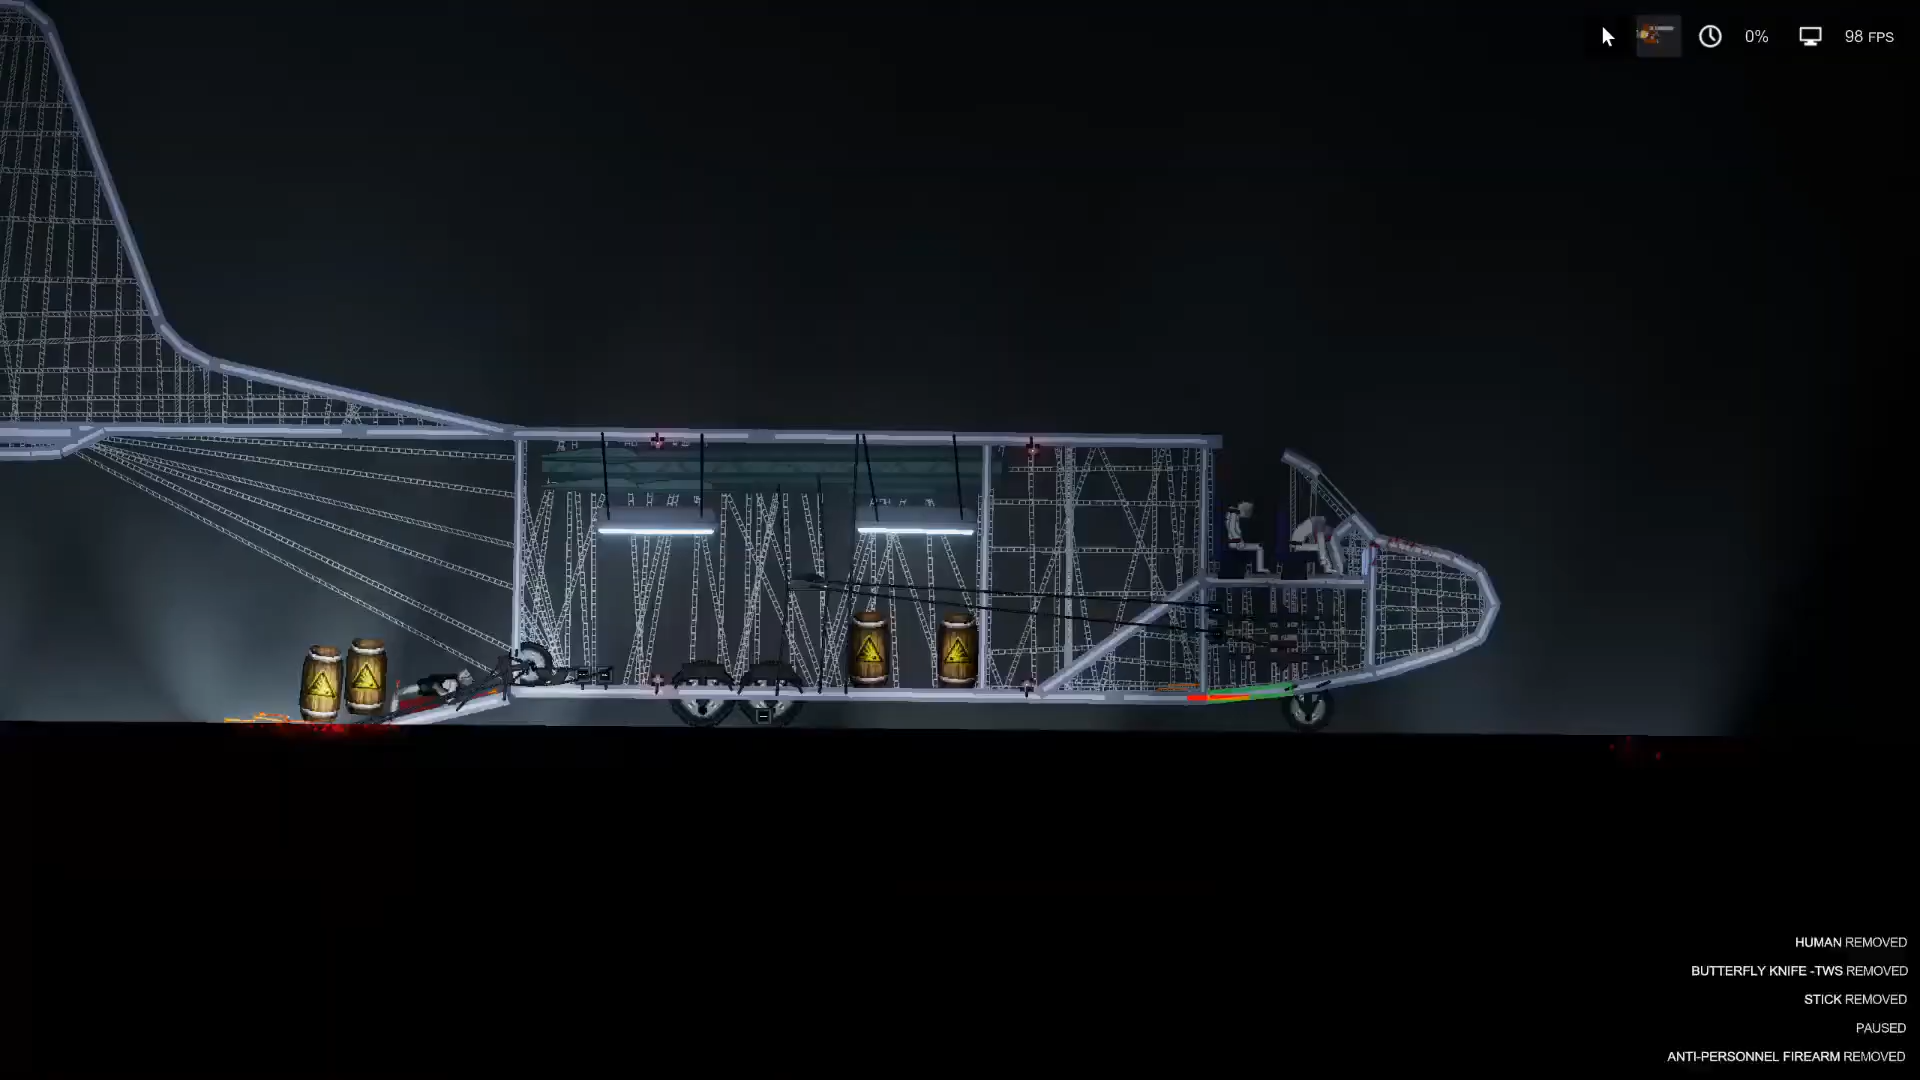 0%
98 FPS
HUMAN REMOVED
BUTTERFLY KNIFE -TWS REMOVED
STICK REMOVED
PAUSED
ANTI-PERSONNEL FIREARM REMOVED